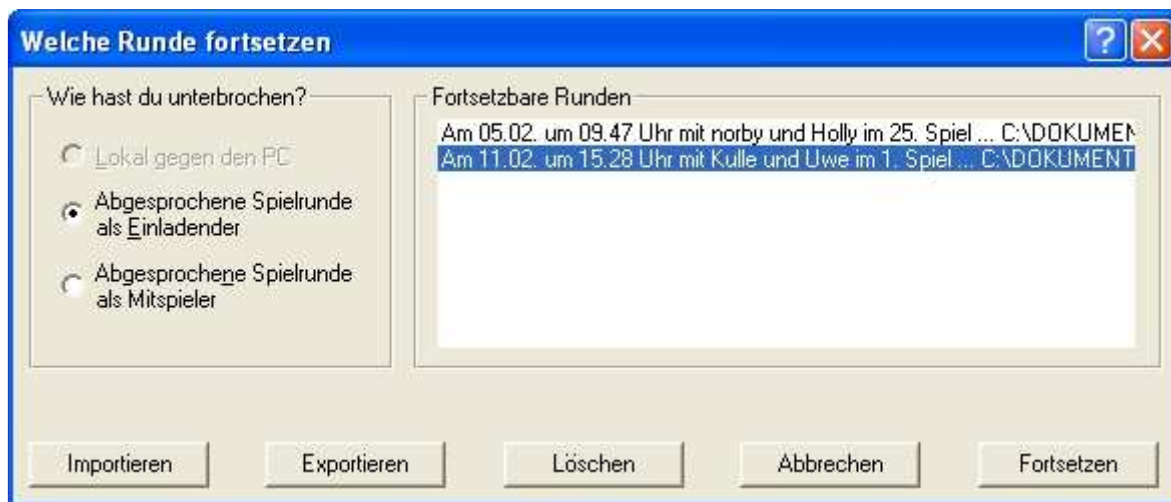 Welche Runde fortsetzen
Wie hast du unterbrochen?
Lokal gegen den PC
Abgesprochene Spielrunde
als Einladender
Abgesprochene Spielrunde
als Mitspieler
Fortsetzbare Runden
Am 05.02. um 09.47 Uhr mit norby und Holly im 25. Spiel ... C:\DOKUMEN
Am 11.02. um 15.28 Uhr mit Kulle und Uwe im 1. Spiel ... C:\DOKUMENT
Importieren
Exportieren
Löschen
Abbrechen
Fortsetzen